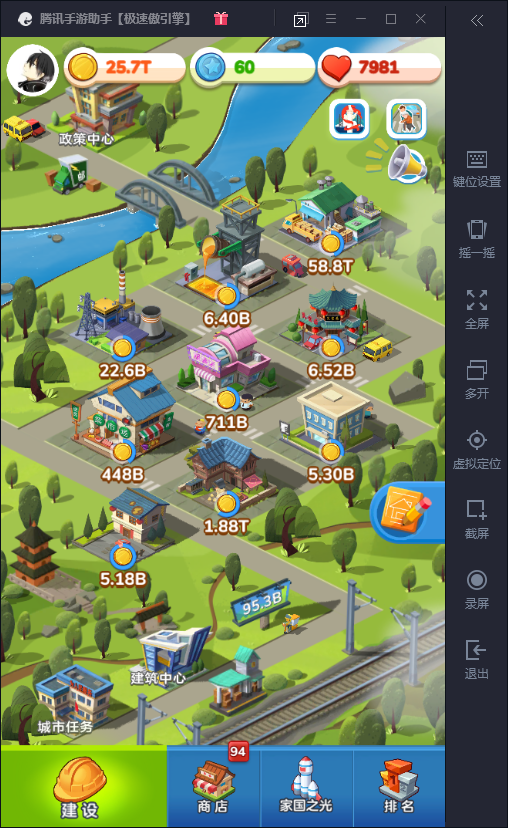 腾讯手游助手【极速傲引擎】
25.7T
60
7981
政策中心
键位设置
摇一摇
58.8T
全屏
6.40B
22.6B
6.52B
多开
711B
448B
5.30B
虚拟定位
1.88T
截屏
5.18B
录屏
95.3B
退出
建筑中心
城市任务
94
建设
商店
家国之光
排名